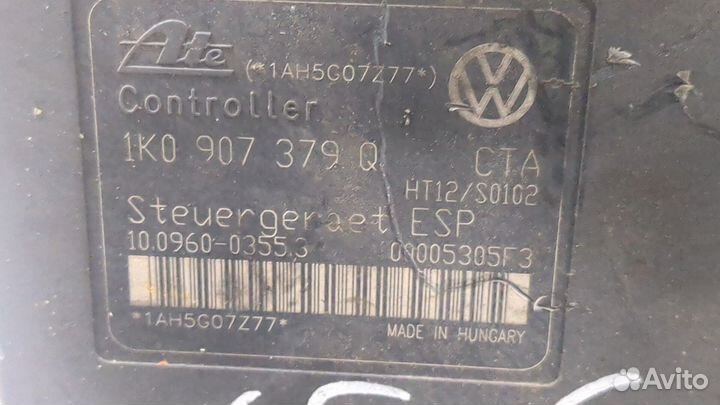 Ate (*1AH5G07Z77*)
Controller
1K0 907 379 Q CTA
HT12/S0102
Steuergeraet ESP
10.0960-0355.3 00005305F3
*1AH5G07Z77*
MADE IN HUNGARY
Avito